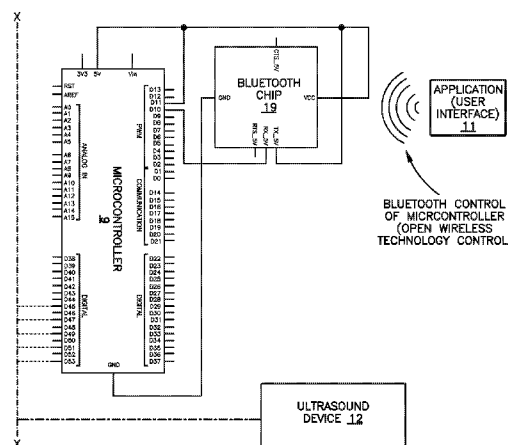 X
3V3
5V
Vin
RST
AREF
A0
A1
A2
A3
A4
A5
A6
A7
A8
A9
A10
A11
A12
A13
A14
A15
ANALOG IN
D13
D12
D11
D10
D9
D8
D7
D6
D5
D4
D3
D2
D1
D0
PWM
COMMUNICATION
D14
D15
D16
D17
D18
D19
D20
D21
MICROCONTROLLER
9
D38
D39
D40
D41
D42
D43
D44
D45
D46
D47
D48
D49
D50
D51
D52
D53
DIGITAL
D22
D23
D24
D25
D26
D27
D28
D29
D30
D31
D32
D33
D34
D35
D36
D37
DIGITAL
GND
CTS_5V
BLUETOOTH
CHIP
19
GND
VCC
RTS_5V
RX_5V
TX_5V
APPLICATION
(USER
INTERFACE)
11
BLUETOOTH CONTROL
OF MICRCONTROLLER
(OPEN WIRELESS
TECHNOLOGY CONTROL
ULTRASOUND
DEVICE 12
X